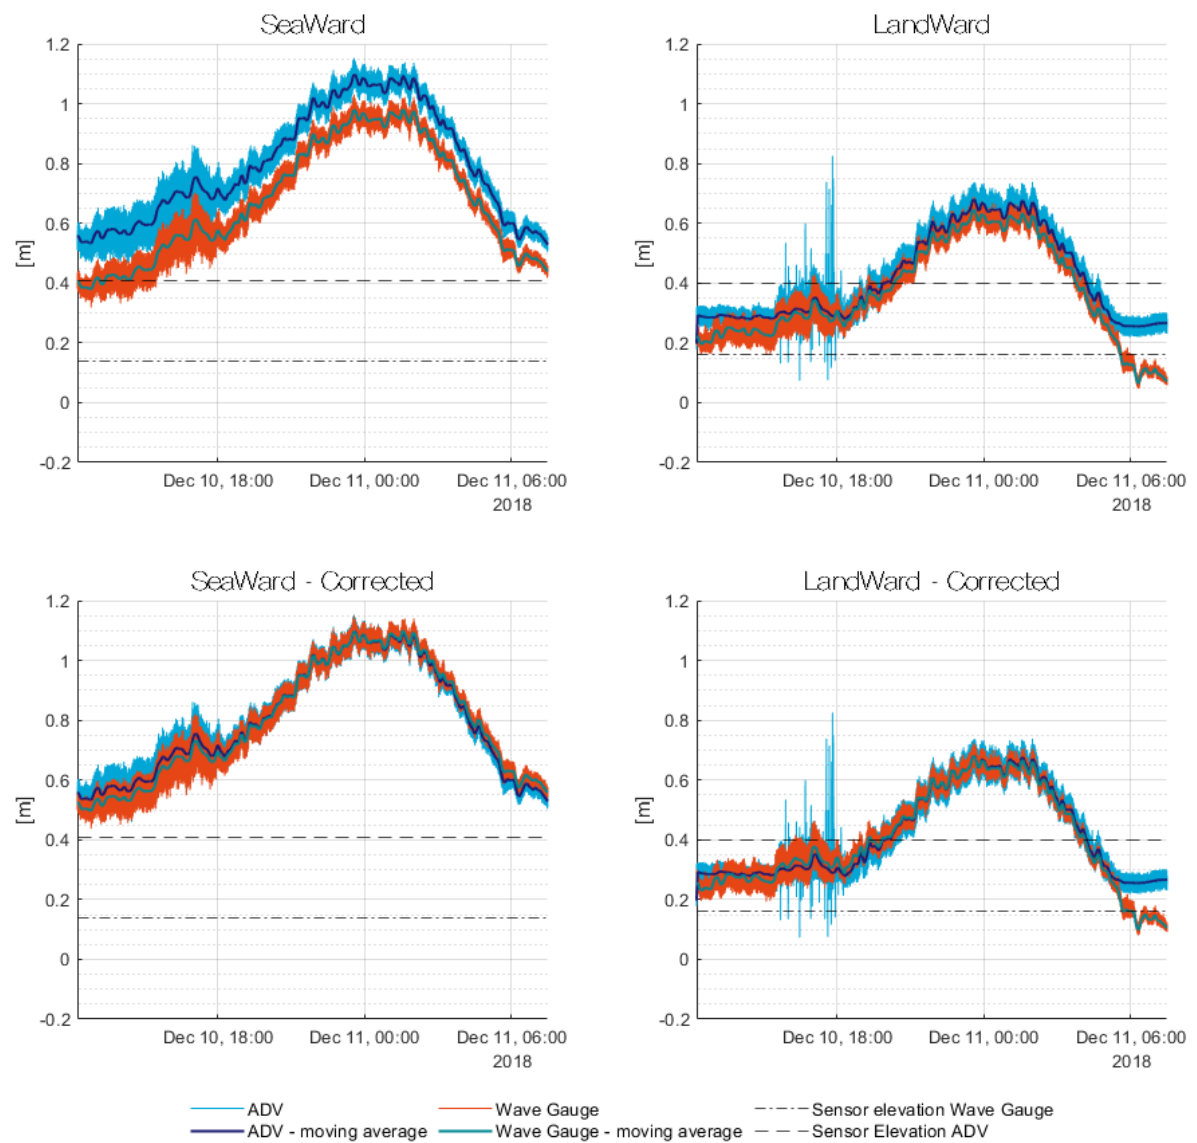 SeaWard
1.2
1
0.8
0.6
0.4
0.2
0
-0.2
[m]
Dec 10, 18:00
Dec 11, 00:00
Dec 11, 06:00
2018
LandWard
1.2
1
0.8
0.6
0.4
0.2
0
-0.2
[m]
Dec 10, 18:00
Dec 11, 00:00
Dec 11, 06:00
2018
SeaWard - Corrected
1.2
1
0.8
0.6
0.4
0.2
0
-0.2
[m]
Dec 10, 18:00
Dec 11, 00:00
Dec 11, 06:00
2018
LandWard - Corrected
1.2
1
0.8
0.6
0.4
0.2
0
-0.2
[m]
Dec 10, 18:00
Dec 11, 00:00
Dec 11, 06:00
2018
ADV
Wave Gauge
Sensor elevation Wave Gauge
ADV - moving average
Wave Gauge - moving average
Sensor Elevation ADV